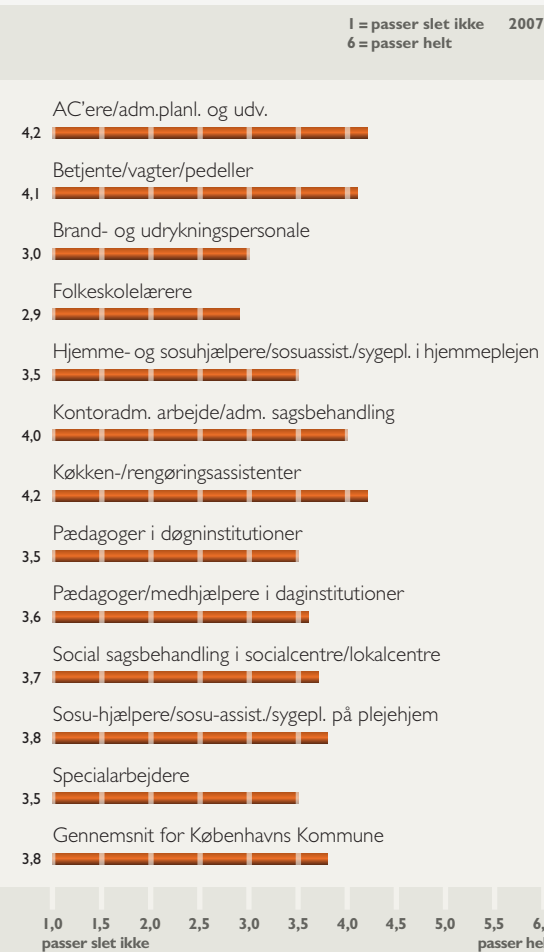 1 = passer slet ikke 2007
6 = passer helt
AC'ere/adm.planl. og udv.
4,2
Betjente/vagter/pedeller
4,1
Brand- og udrykningspersonale
3,0
Folkeskolelærere
2,9
Hjemme- og sosuhjælpere/sosuassist./sygepl. i hjemmeplejen
3,5
Kontoradm. arbejde/adm. sagsbehandling
4,0
Køkken-/rengøringsassistenter
4,2
Pædagoger i døgninstitutioner
3,5
Pædagoger/medhjælpere i daginstitutioner
3,6
Social sagsbehandling i socialcentre/lokalcentre
3,7
Sosu-hjælpere/sosu-assist./sygepl. på plejehjem
3,8
Specialarbejdere
3,5
Gennemsnit for Københavns Kommune
3,8
1,0 1,5 2,0 2,5 3,0 3,5 4,0 4,5 5,0 5,5 6,
passer slet ikke passer hel